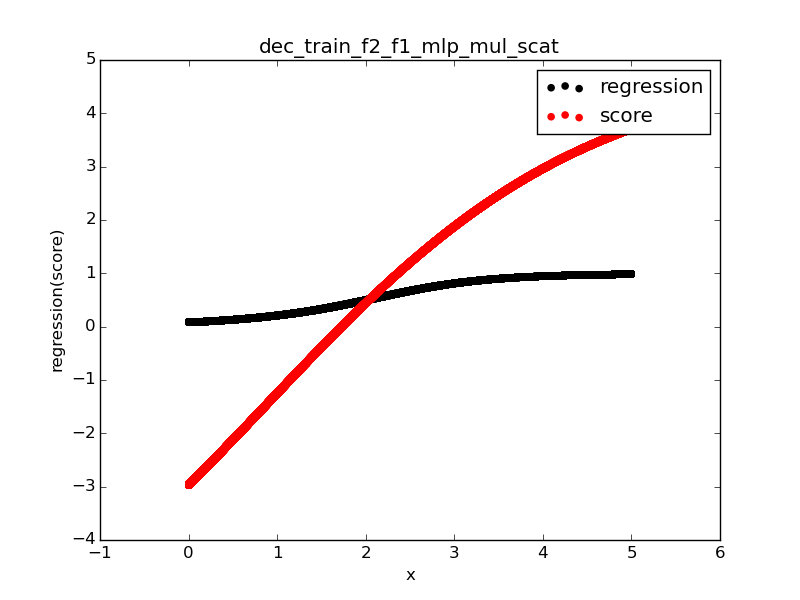 dec_train_f2_f1_mlp_mul_scat
regression
score
regression(score)
5
4
3
2
1
0
−1
−2
−3
−4
−1 0 1 2 3 4 5 6
x